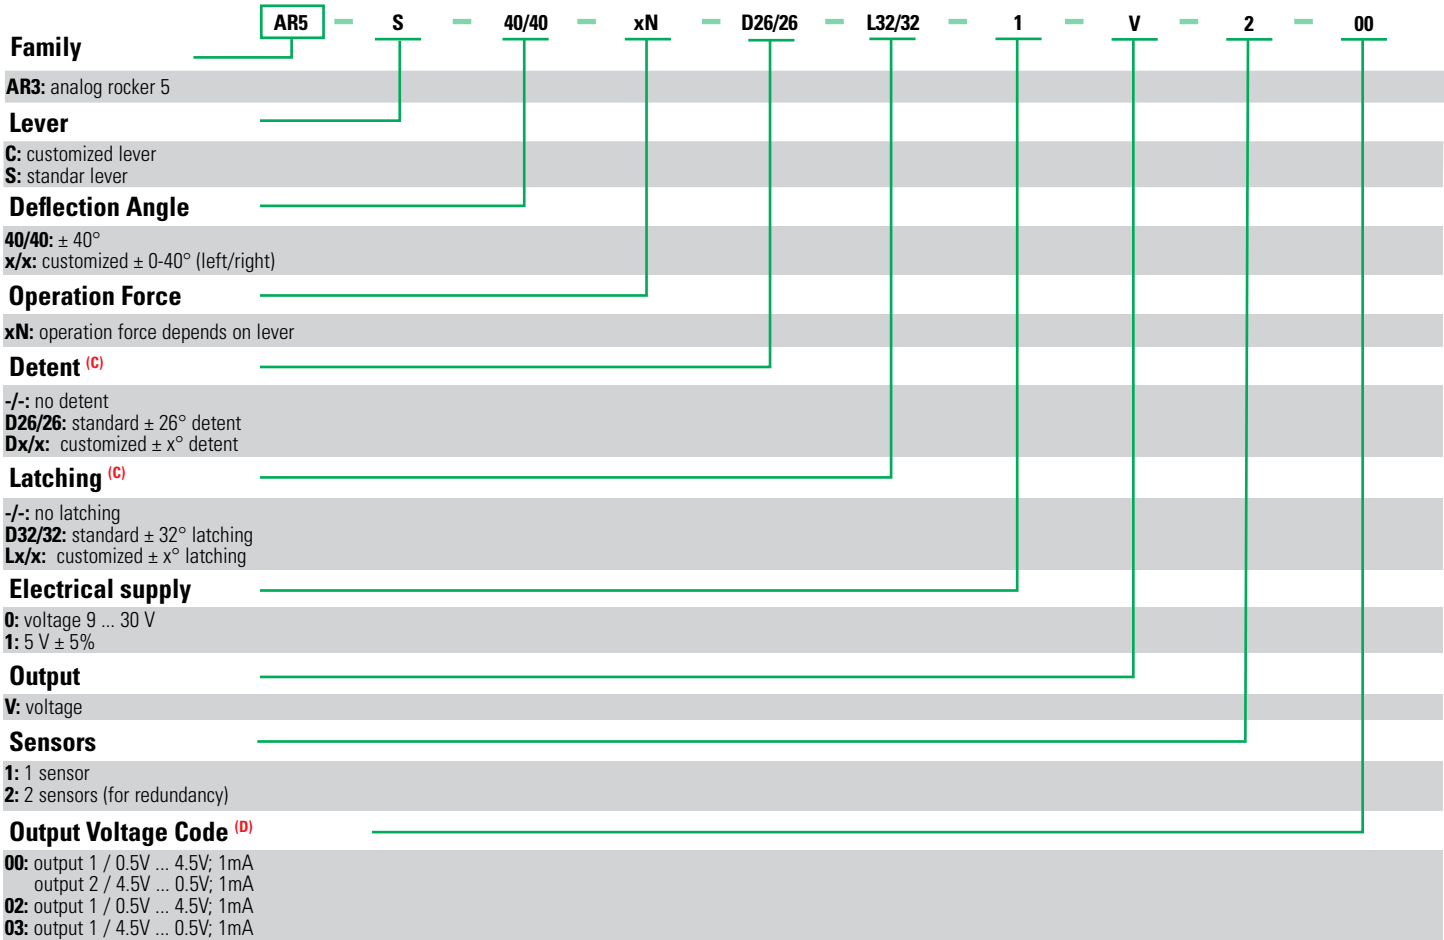 AR5 – S – 40/40 – xN – D26/26 – L32/32 – 1 – V – 2 – 00
Family
AR3: analog rocker 5
Lever
C: customized lever
S: standar lever
Deflection Angle
40/40: ± 40°
x/x: customized ± 0-40° (left/right)
Operation Force
xN: operation force depends on lever
Detent (C)
-/-: no detent
D26/26: standard ± 26° detent
Dx/x: customized ± x° detent
Latching (C)
-/-: no latching
D32/32: standard ± 32° latching
Lx/x: customized ± x° latching
Electrical supply
0: voltage 9 ... 30 V
1: 5 V ± 5%
Output
V: voltage
Sensors
1: 1 sensor
2: 2 sensors (for redundancy)
Output Voltage Code (D)
00: output 1 / 0.5V ... 4.5V; 1mA
output 2 / 4.5V ... 0.5V; 1mA
02: output 1 / 0.5V ... 4.5V; 1mA
03: output 1 / 4.5V ... 0.5V; 1mA